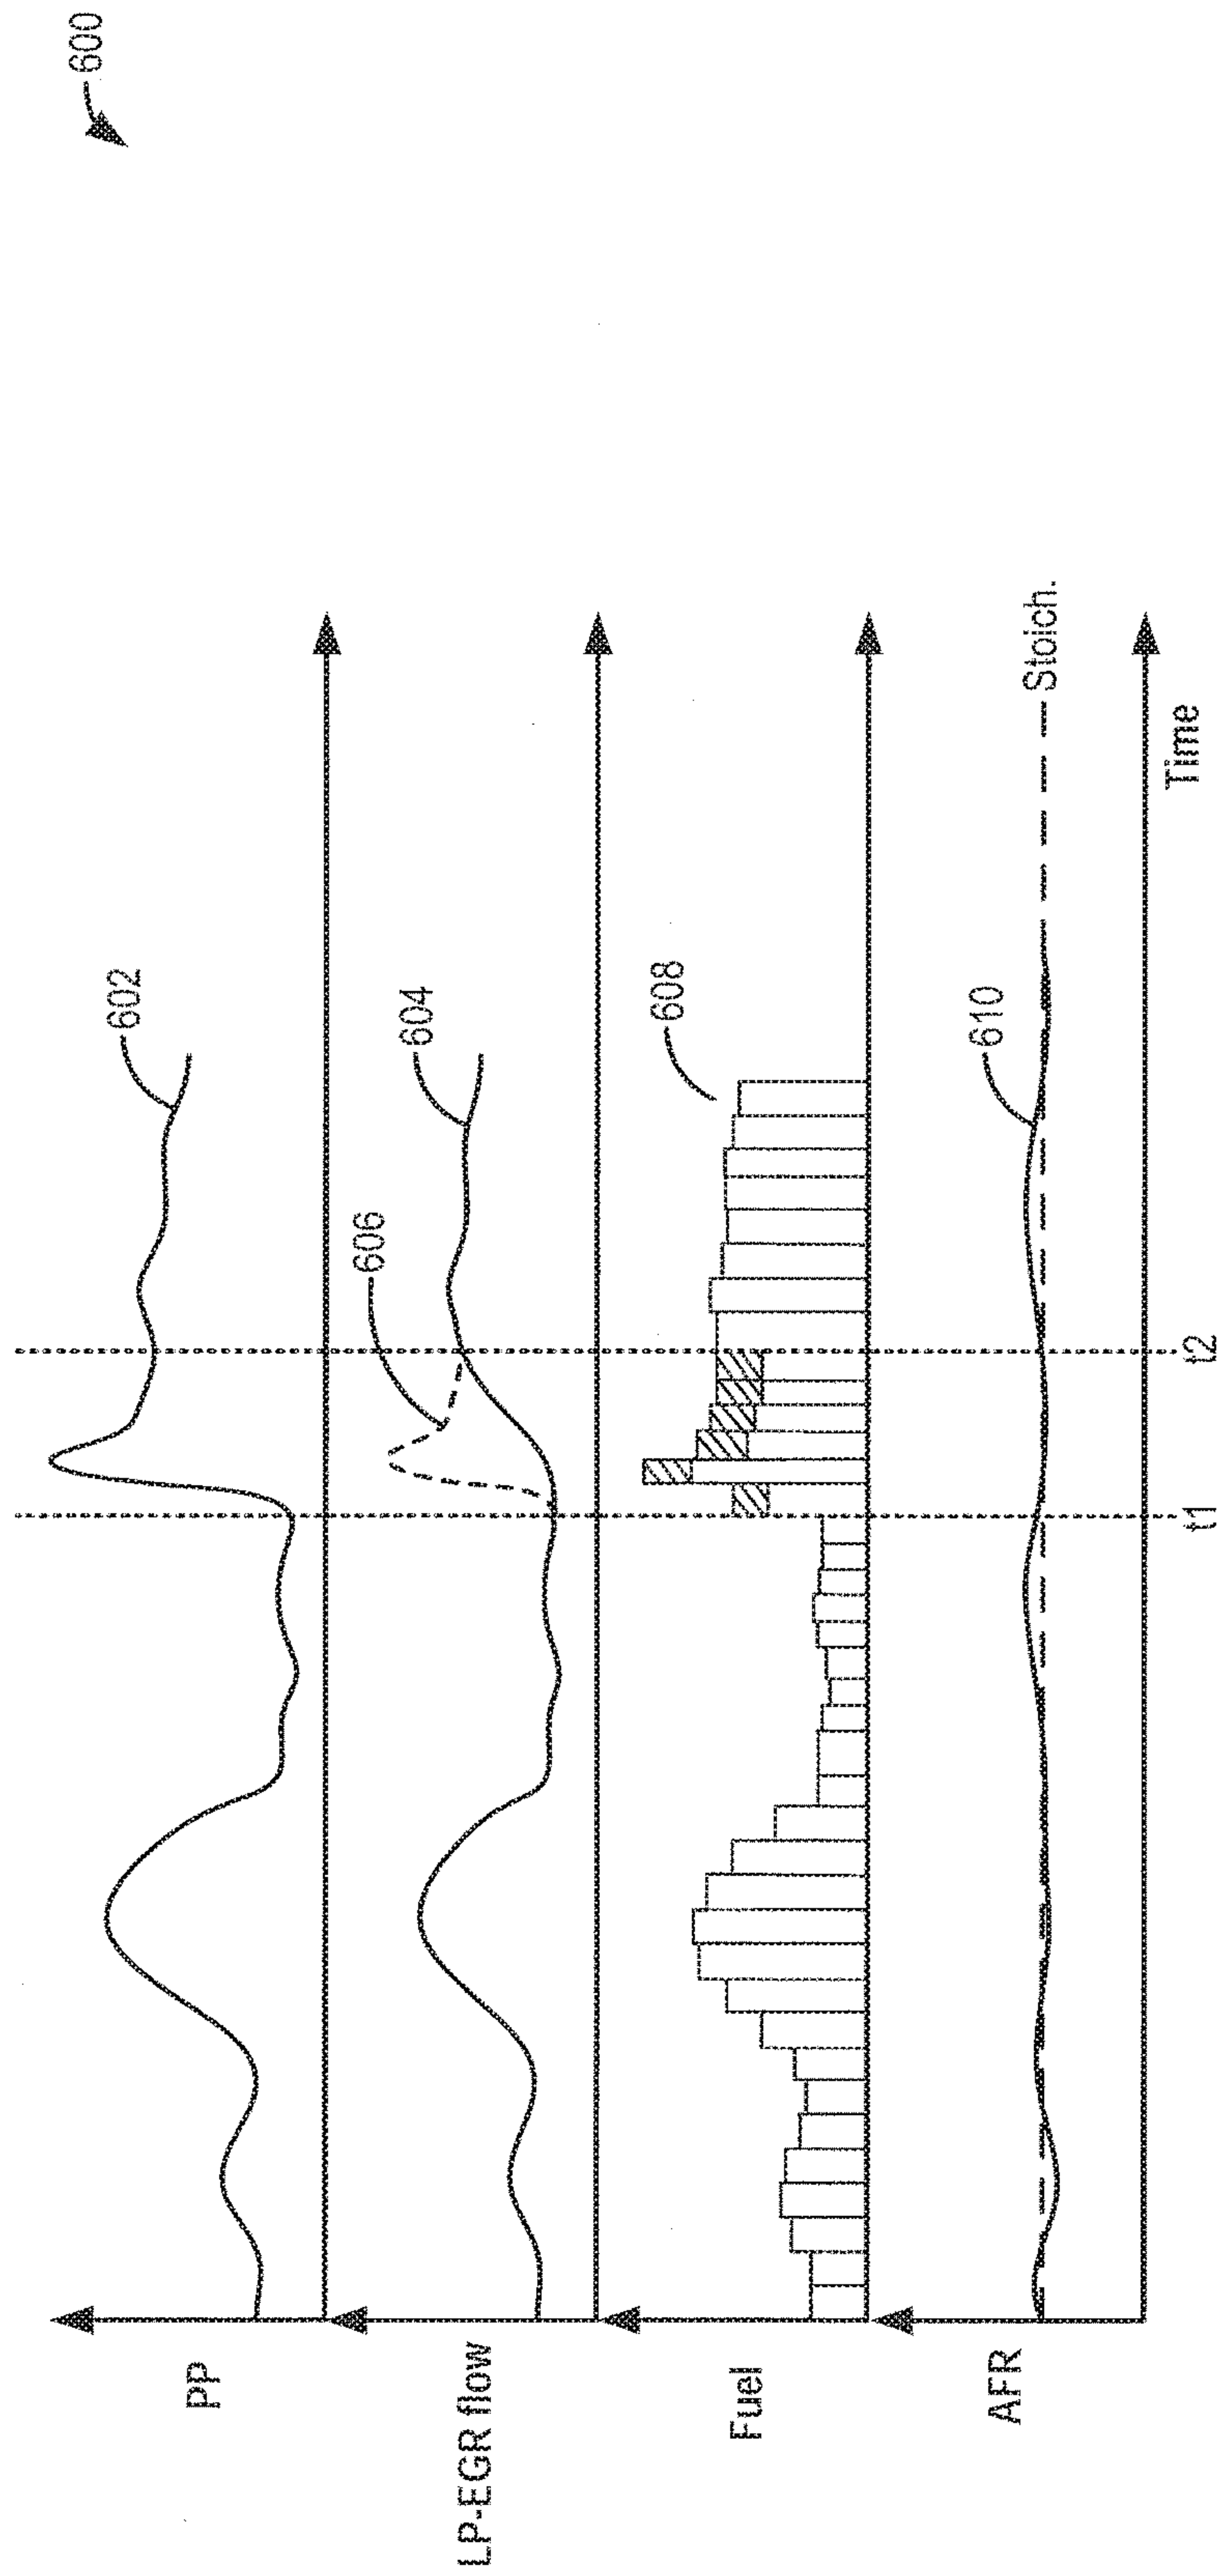 600
PP
602
LP-EGR flow
606
604
Fuel
608
AFR
610
Stoich.
t1
t2
Time